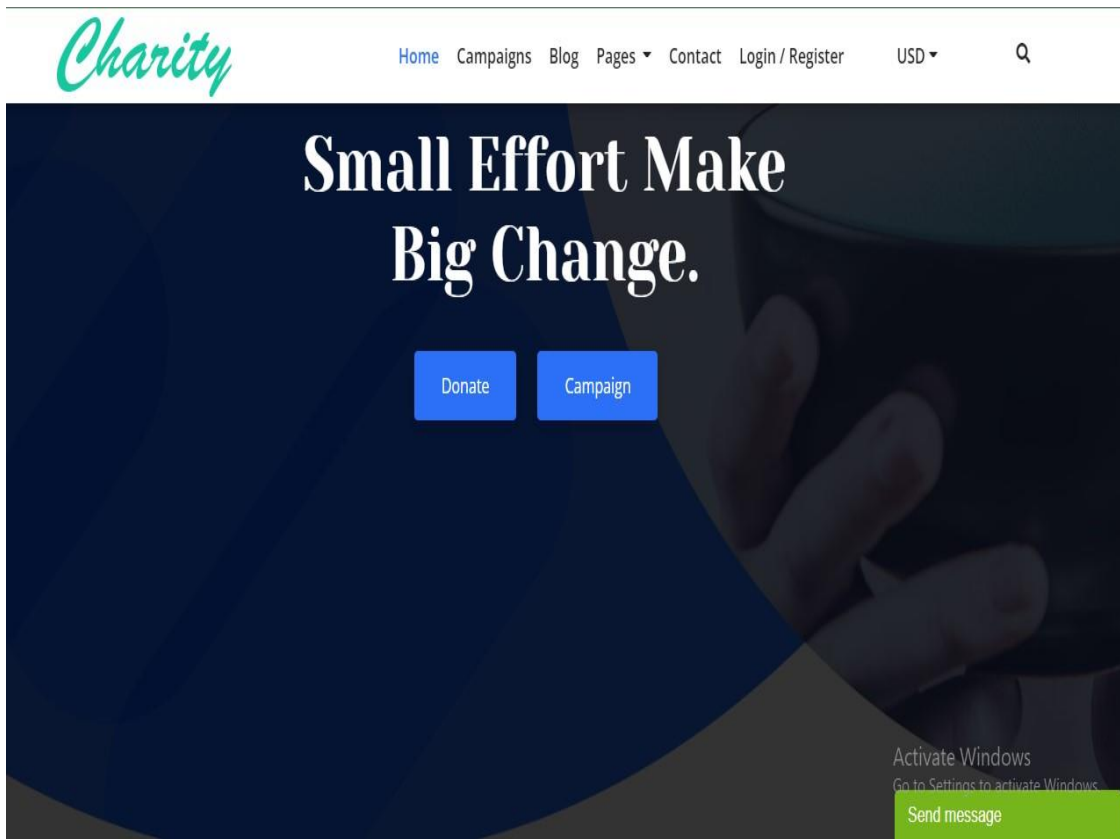 Charity
Home Campaigns Blog Pages Contact Login / Register USD
Small Effort Make
Big Change.
Donate Campaign
Activate Windows
Go to Settings to activate Windows
Send message